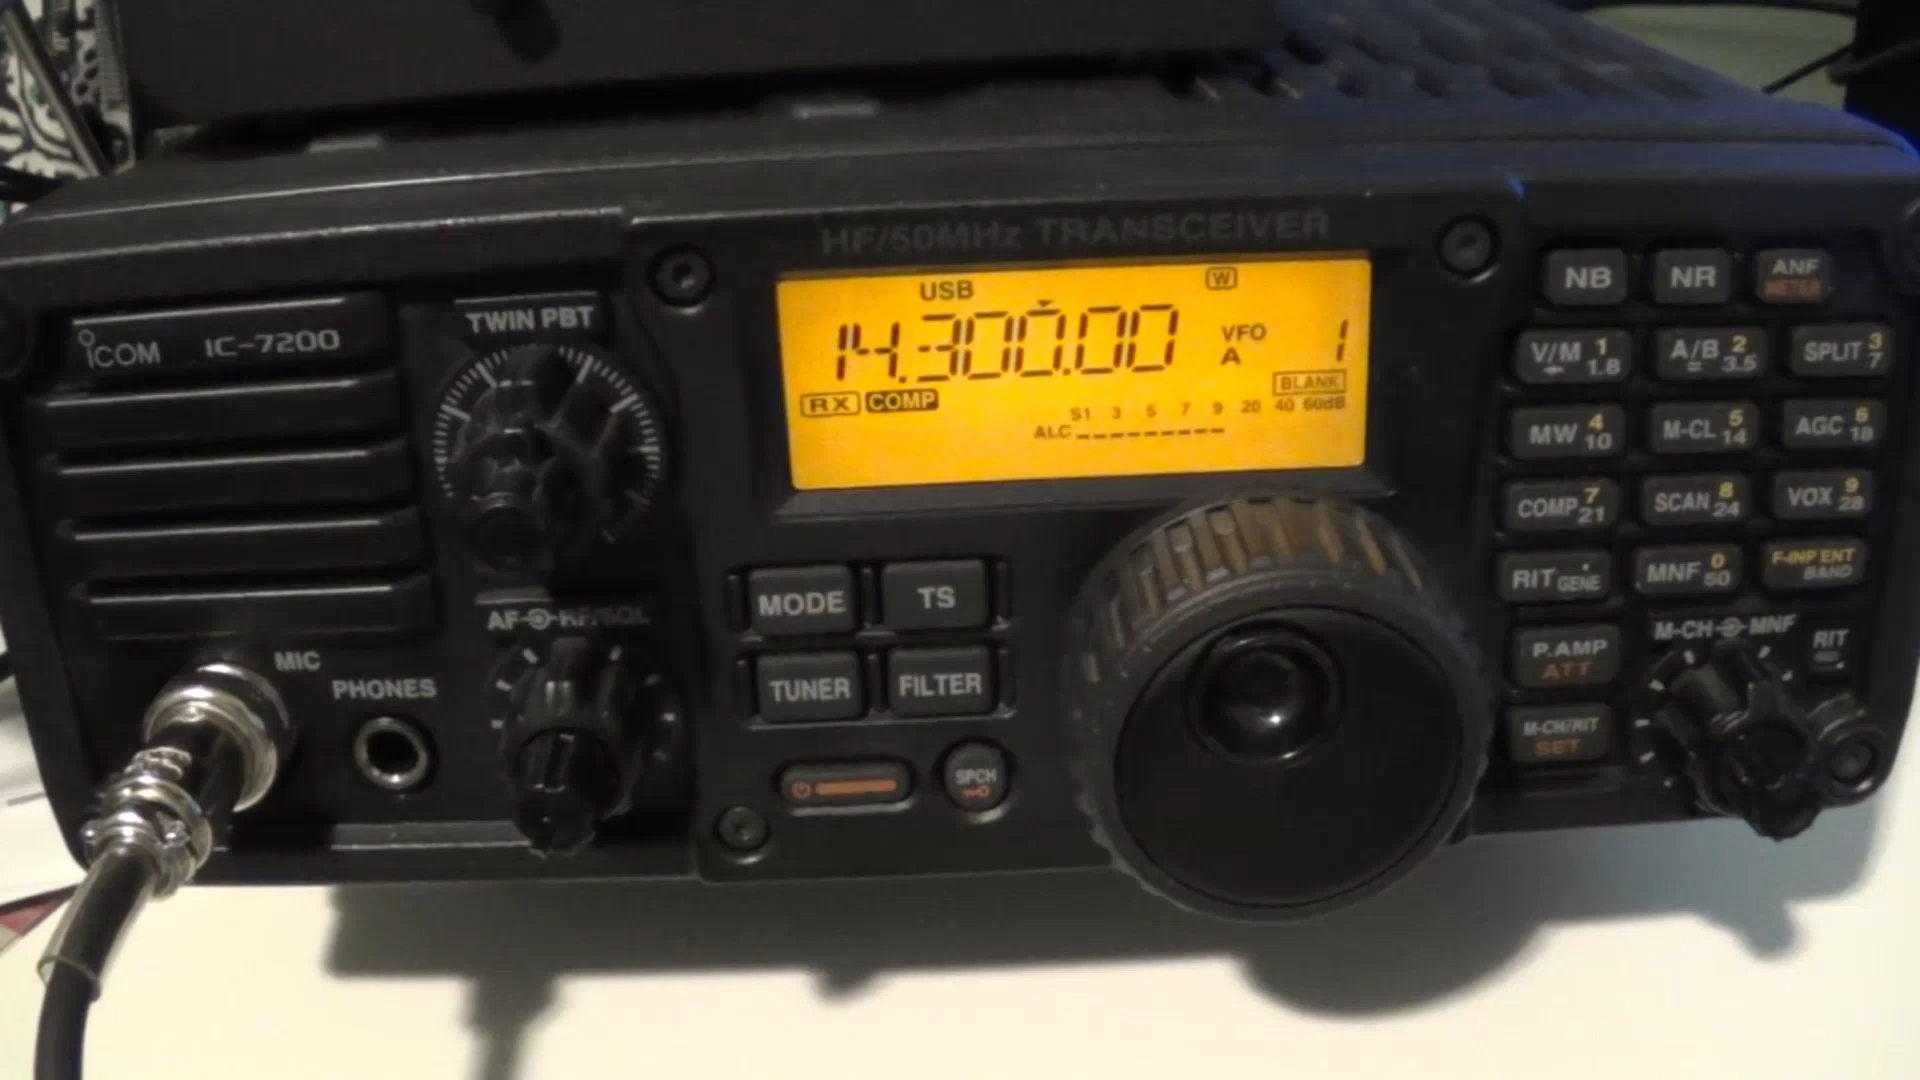 HF/50MHz TRANSCEIVER
iCOM IC-7200
TWIN PBT
USB W
14.300.00 VFO A 1
RX COMP BLANK
S1 3 5 7 9 20 40 60dB
ALC
AF RF/SQL
MIC
PHONES
MODE TS
TUNER FILTER
SPCH
NB NR ANF METER
V/M 1 1.8 A/B 2 = 3.5 SPLIT 3 7
MW 4 10 M-CL 5 14 AGC 6 18
COMP 7 21 SCAN 8 24 VOX 9 28
RIT . GENE MNF 0 50 F-INP ENT BAND
P.AMP ATT
M-CH MNF
RIT
M-CH/RIT SET